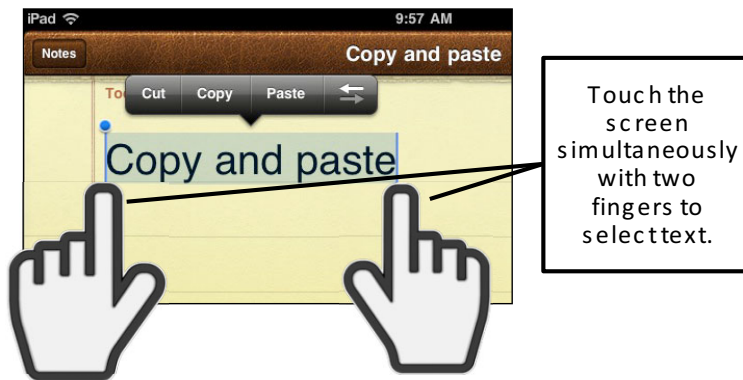 iPad 9:57 AM
Notes Copy and paste
Cut Copy Paste
Copy and paste
Touch the
screen
simultaneously
with two
fingers to
select text.